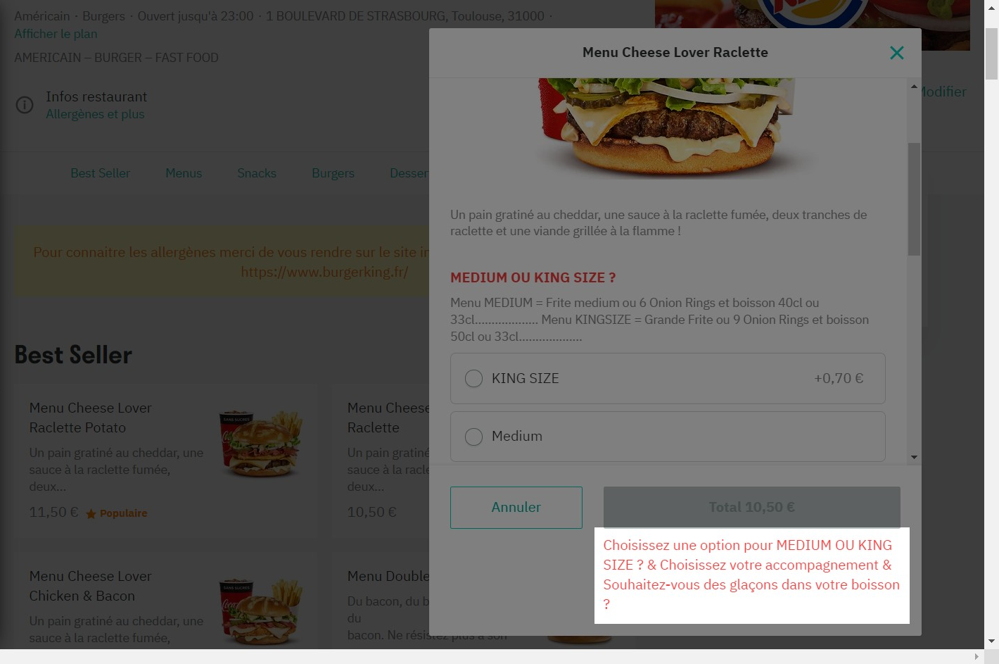 Américain · Burgers · Ouvert jusqu'à 23:00 · 1 BOULEVARD DE STRASBOURG, Toulouse, 31000 ·
Afficher le plan
AMERICAIN – BURGER – FAST FOOD
Infos restaurant
Allergènes et plus
Modifier
Best Seller
Menus
Snacks
Burgers
Desser
Pour connaitre les allergènes merci de vous rendre sur le site in
https://www.burgerking.fr/
Best Seller
Menu Cheese Lover
Raclette Potato
Un pain gratiné au cheddar, une
sauce à la raclette fumée,
deux...
11,50 €
Populaire
SANS SUCRES
Menu Cheese
Raclette
Un pain gratiné
sauce à la racle
deux...
10,50 €
Menu Cheese Lover
Chicken & Bacon
Un pain gratiné au cheddar, une
sauce à la raclette fumée,
SANS SUCRES
Menu Double
Du bacon, du b
du
bacon. Ne résistez plus à son
Menu Cheese Lover Raclette
Un pain gratiné au cheddar, une sauce à la raclette fumée, deux tranches de
raclette et une viande grillée à la flamme !
MEDIUM OU KING SIZE ?
Menu MEDIUM = Frite medium ou 6 Onion Rings et boisson 40cl ou
33cl................... Menu KINGSIZE = Grande Frite ou 9 Onion Rings et boisson
50cl ou 33cl...................
KING SIZE
+0,70 €
Medium
Annuler
Total 10,50 €
Choisissez une option pour MEDIUM OU KING
SIZE ? & Choisissez votre accompagnement &
Souhaitez-vous des glaçons dans votre boisson
?